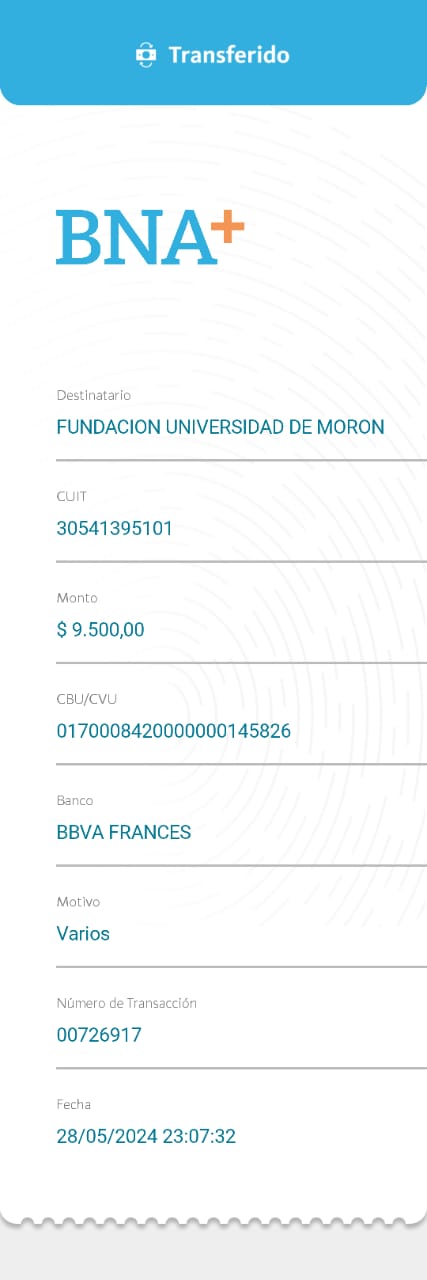 Transferido
BNA+
Destinatario
FUNDACION UNIVERSIDAD DE MORON
CUIT
30541395101
Monto
$ 9.500,00
CBU/CVU
0170008420000000145826
Banco
BBVA FRANCES
Motivo
Varios
Número de Transacción
00726917
Fecha
28/05/2024 23:07:32